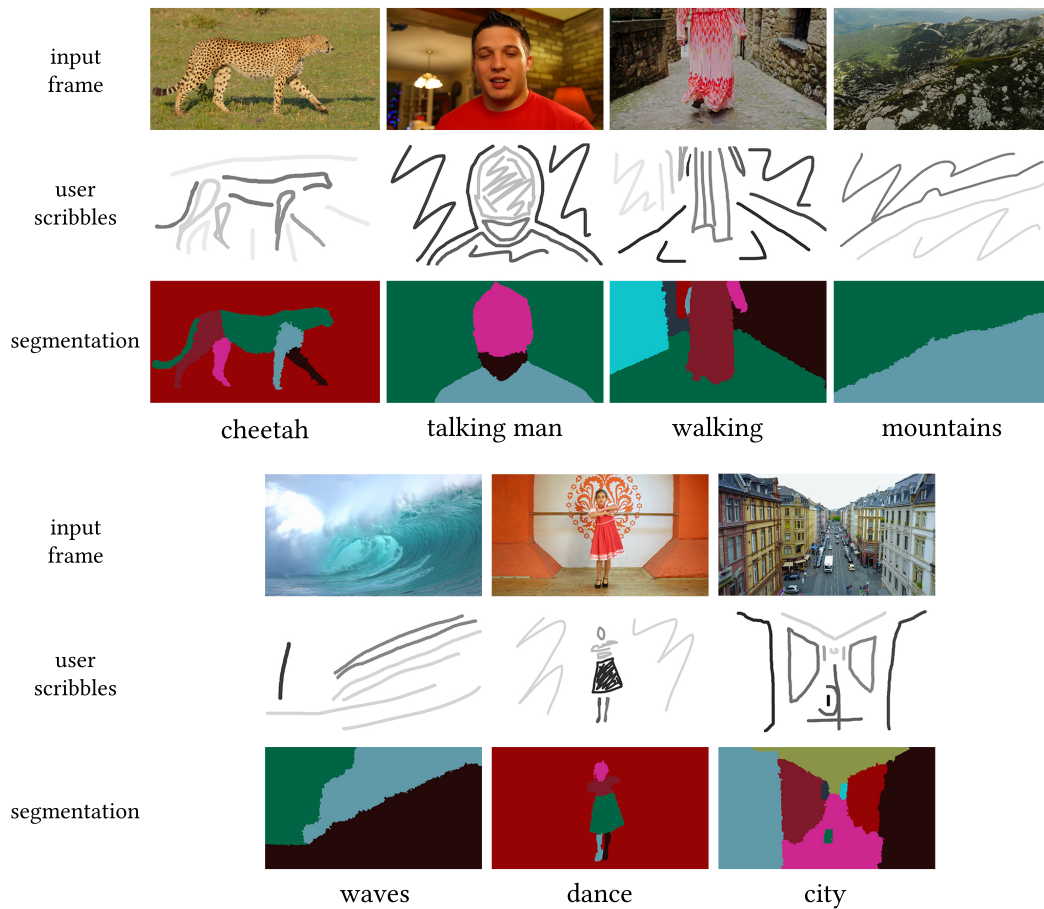 input
frame
user
scribbles
segmentation
cheetah
talking man
walking
mountains
input
frame
user
scribbles
segmentation
waves
dance
city